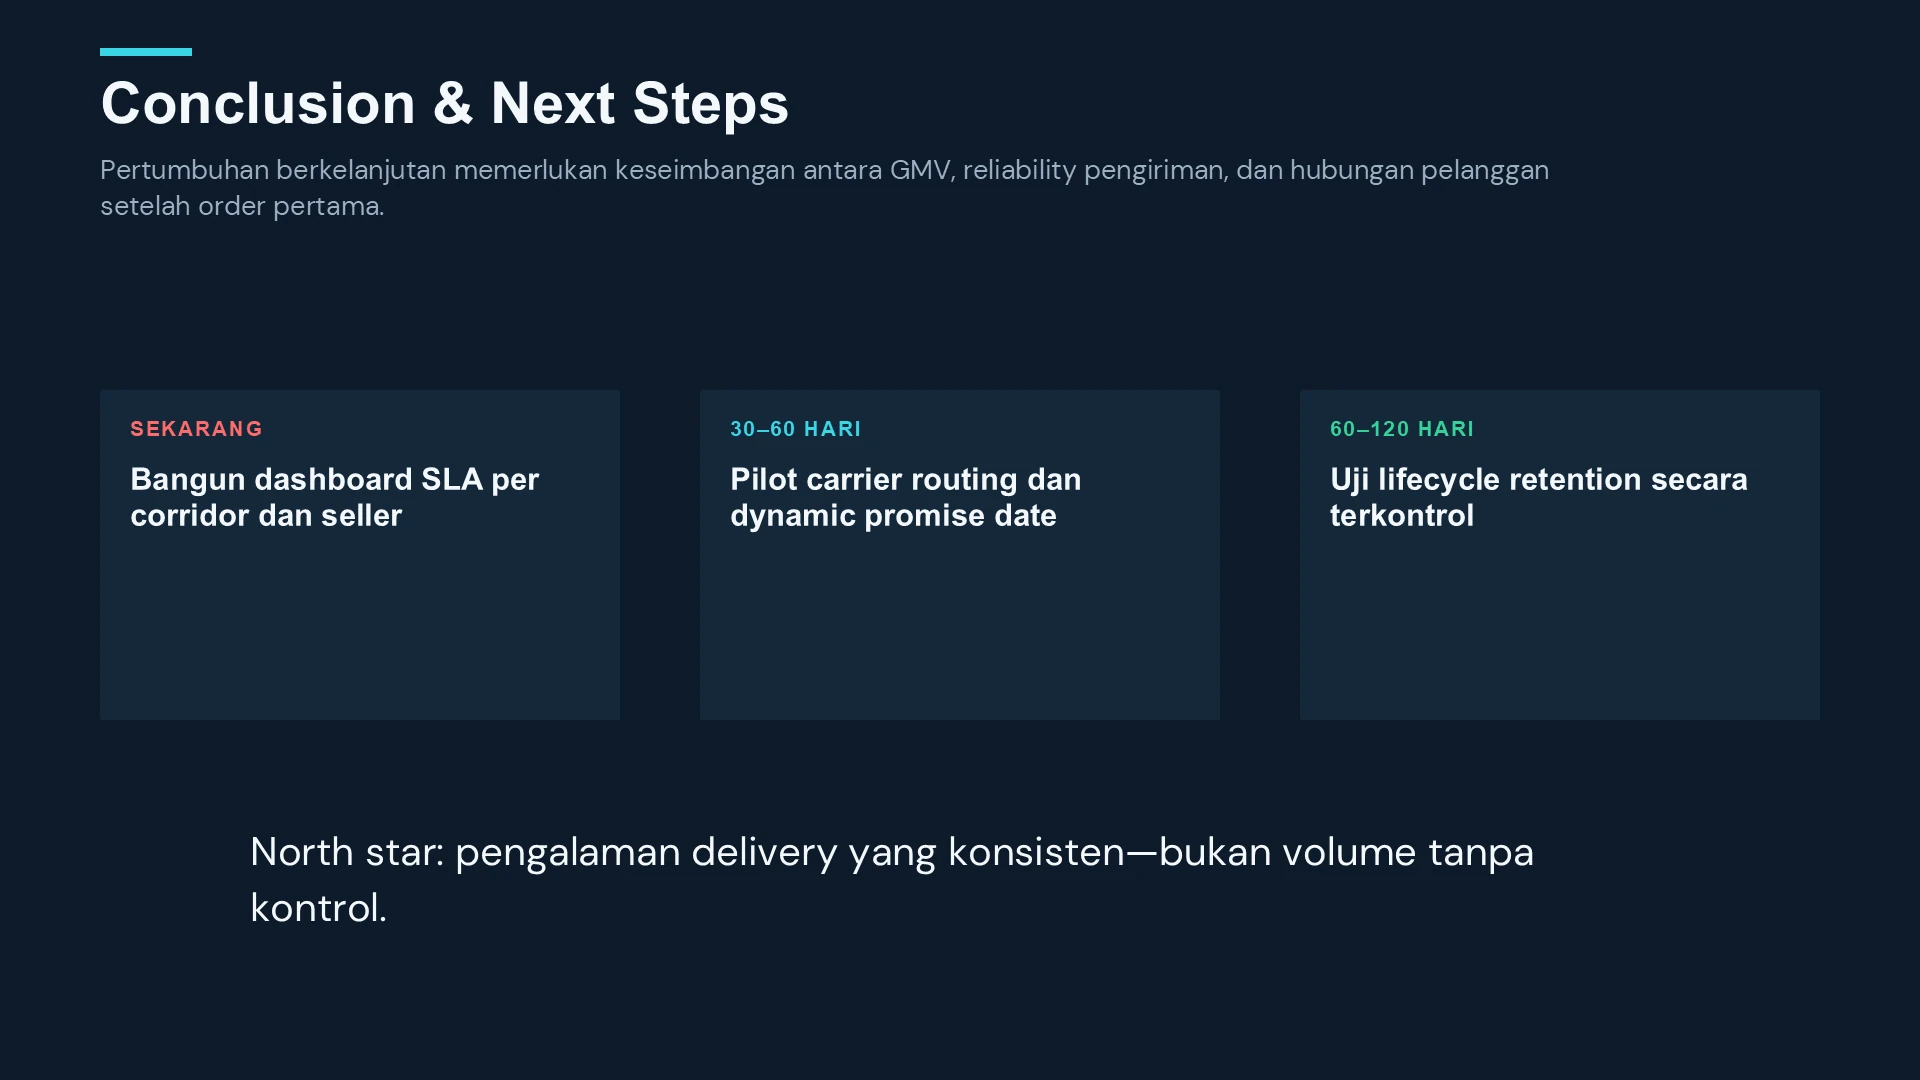 Conclusion & Next Steps
Pertumbuhan berkelanjutan memerlukan keseimbangan antara GMV, reliability pengiriman, dan hubungan pelanggan
setelah order pertama.
SEKARANG
Bangun dashboard SLA per
corridor dan seller
30–60 HARI
Pilot carrier routing dan
dynamic promise date
60–120 HARI
Uji lifecycle retention secara
terkontrol
North star: pengalaman delivery yang konsisten—bukan volume tanpa
kontrol.